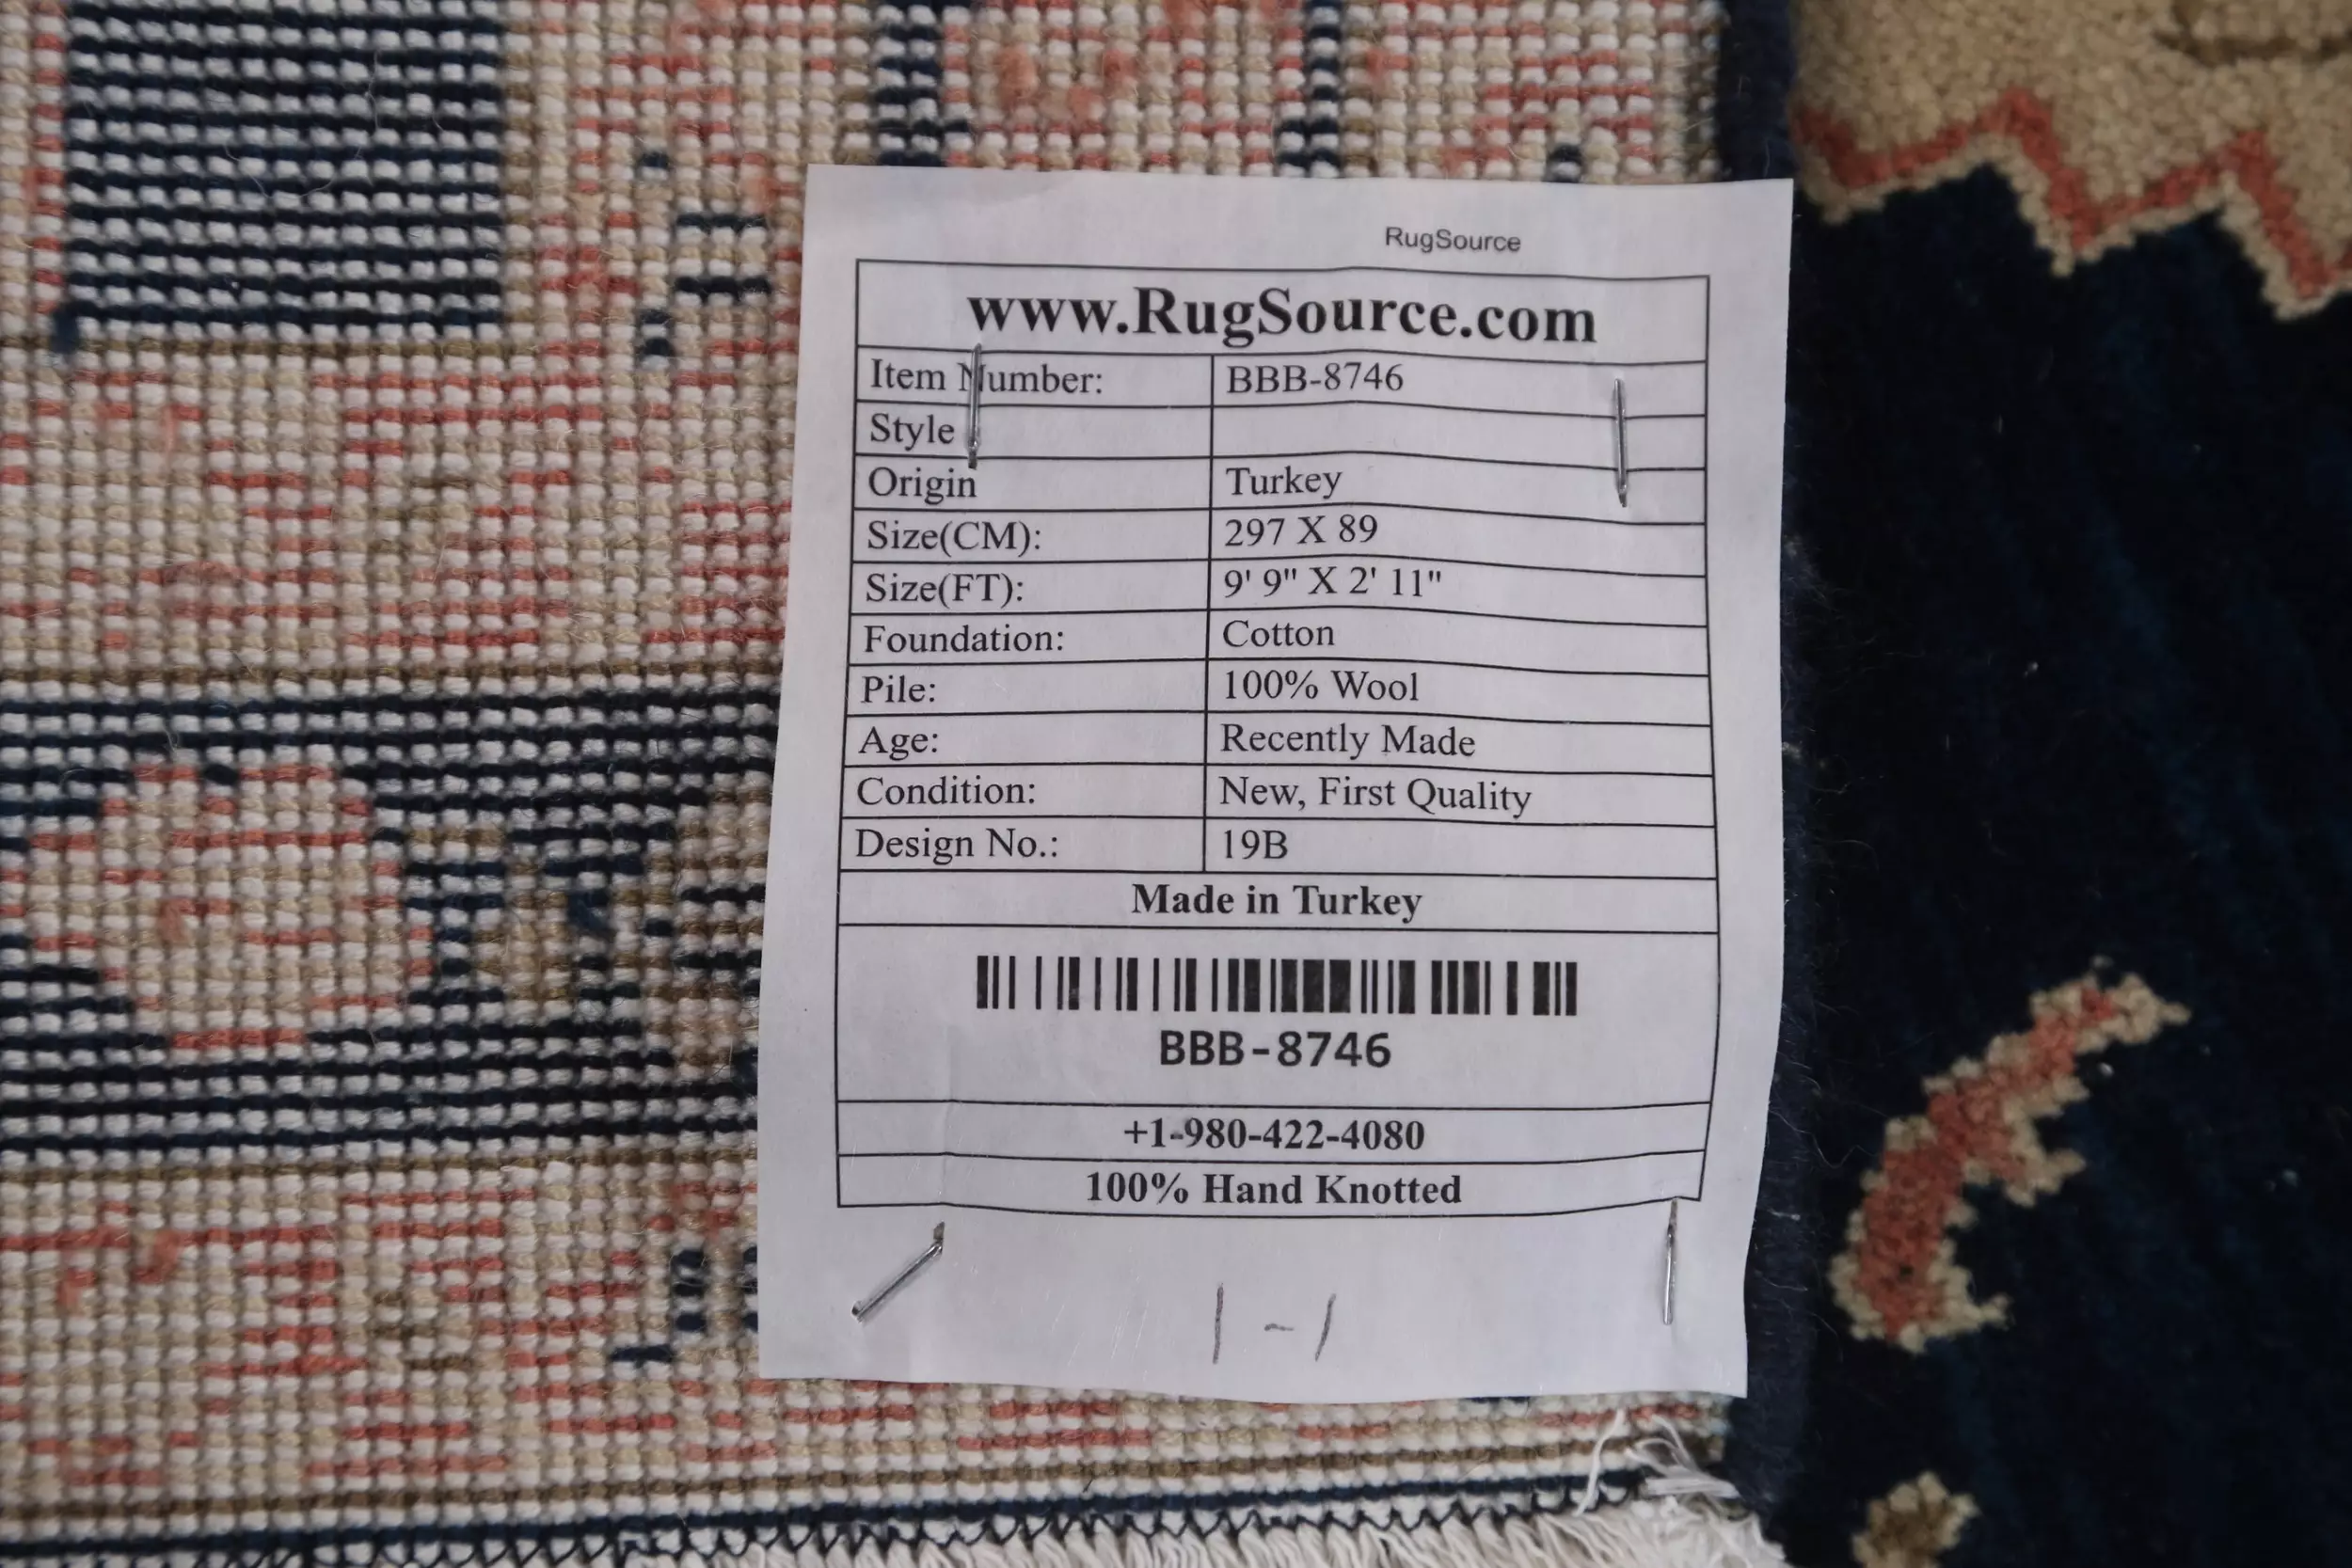 RugSource
www.RugSource.com
Item Number: BBB-8746
Style
Origin Turkey
Size(CM): 297 X 89
Size(FT): 9' 9" X 2' 11"
Foundation: Cotton
Pile: 100% Wool
Age: Recently Made
Condition: New, First Quality
Design No.: 19B
Made in Turkey
BBB-8746
+1-980-422-4080
100% Hand Knotted
1-1